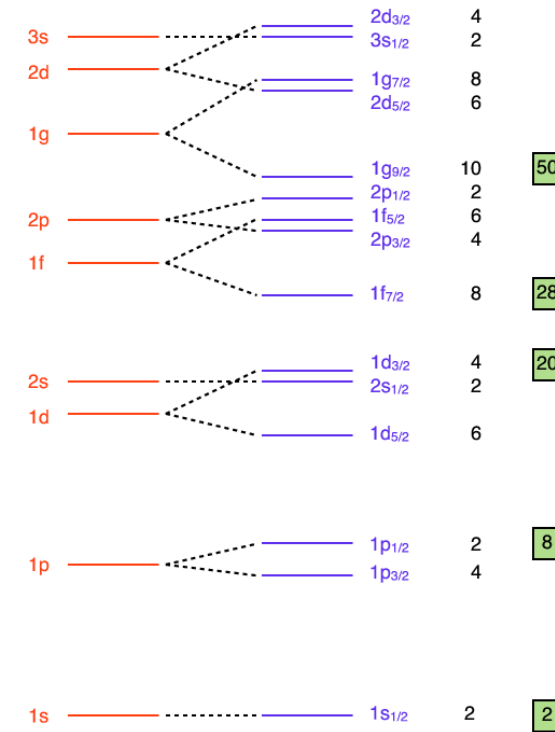 2d3/2 4
3s 3s1/2 2
2d 1g7/2 8
2d5/2 6
1g
1g9/2 10 50
2p1/2 2
2p 1f5/2 6
2p3/2 4
1f
1f7/2 8 28
1d3/2 4 20
2s 2s1/2 2
1d
1d5/2 6
1p1/2 2 8
1p 1p3/2 4
1s 1s1/2 2 2